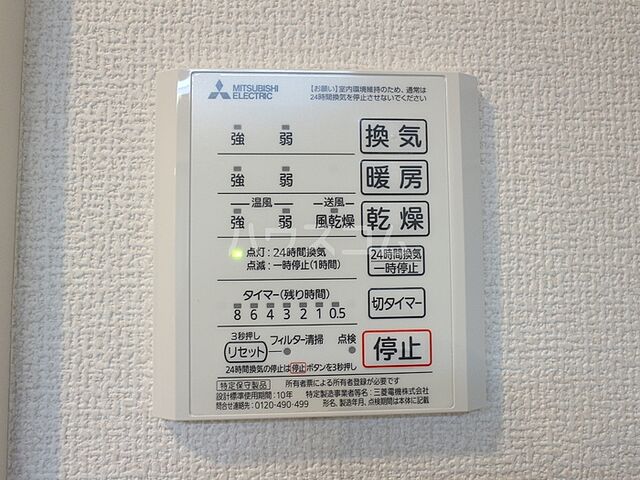 MITSUBISHI
ELECTRIC
【お願い】室内環境維持のため、通常は
24時間換気を停止させないでください
強 弱 換気
強 弱 暖房
温風 送風
強 弱 風乾燥 乾燥
点灯:24時間換気
点滅:一時停止(1時間)
24時間換気
一時停止
タイマー(残り時間)
8 6 4 3 2 1 0.5
切タイマー
3秒押し
リセット フィルター清掃 点検
停止
24時間換気の停止は停止ボタンを3秒押し
特定保守製品 所有者票による所有者登録が必要です
設計標準使用期間:10年 特定製造事業者等名:三菱電機株式会社
問合せ連絡先:0120-490-499 形名、製造年月、点検期間は本体に記載
ハウスコム